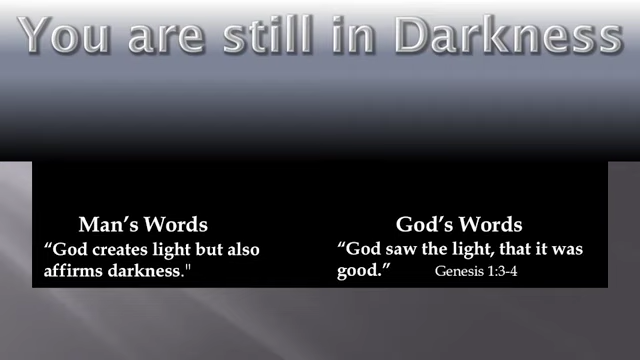 You are still in Darkness
Man’s Words
“God creates light but also
affirms darkness."
God’s Words
“God saw the light, that it was
good.” Genesis 1:3-4